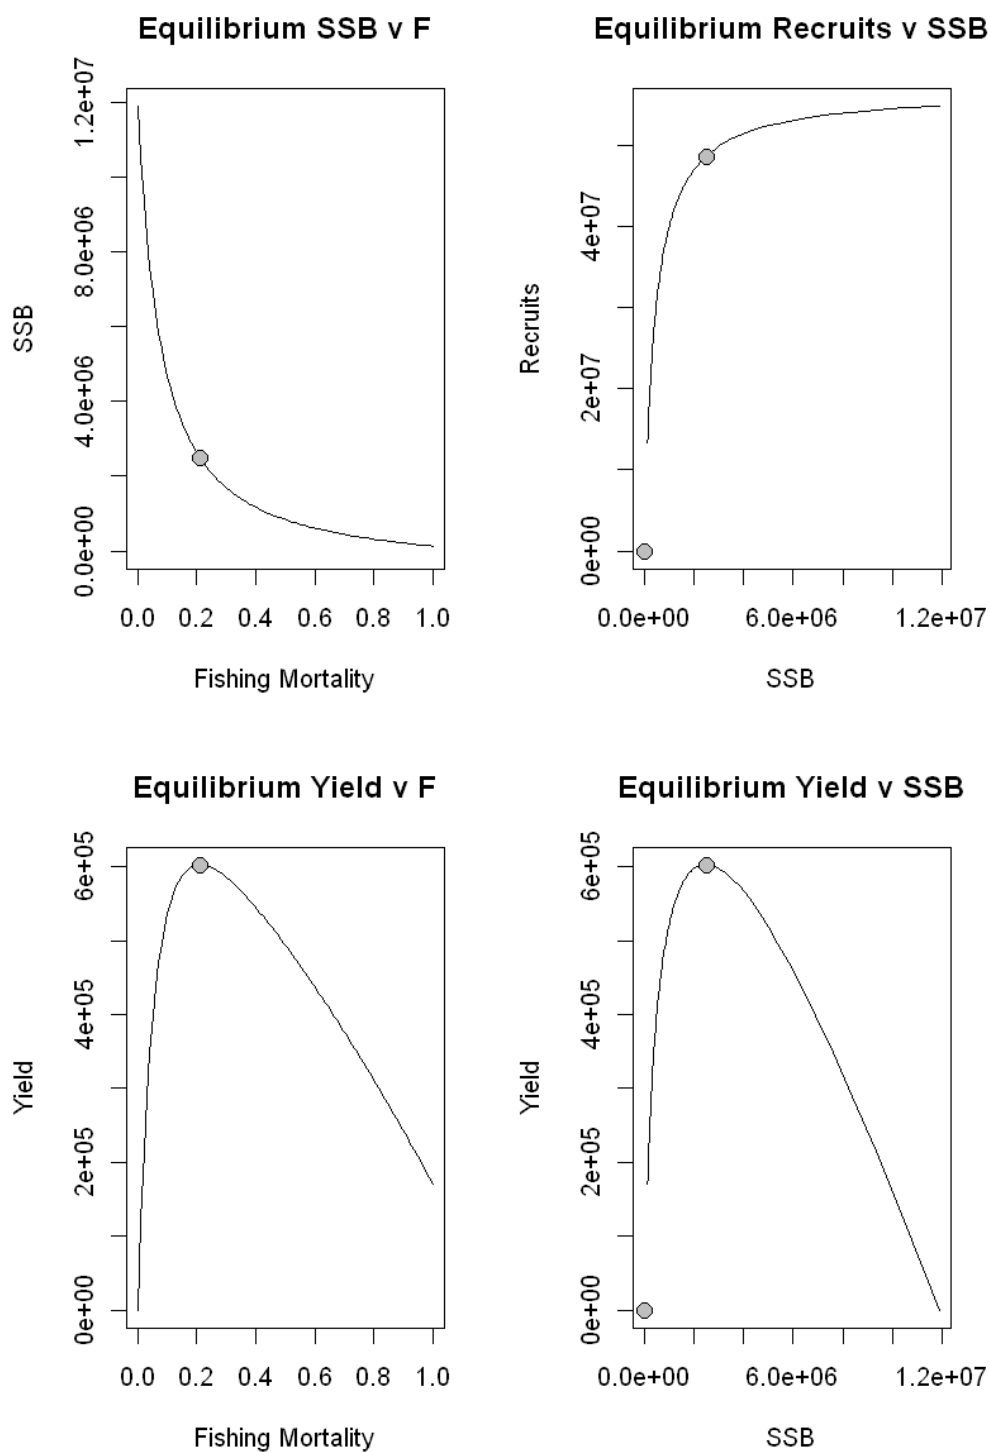 Equilibrium SSB v F
SSB
1.2e+07
8.0e+06
4.0e+06
0.0e+00
0.0 0.2 0.4 0.6 0.8 1.0
Fishing Mortality
Equilibrium Recruits v SSB
Recruits
4e+07
2e+07
0e+00
0.0e+00 6.0e+06 1.2e+07
SSB
Equilibrium Yield v F
Yield
6e+05
4e+05
2e+05
0e+00
0.0 0.2 0.4 0.6 0.8 1.0
Fishing Mortality
Equilibrium Yield v SSB
Yield
6e+05
4e+05
2e+05
0e+00
0.0e+00 6.0e+06 1.2e+07
SSB